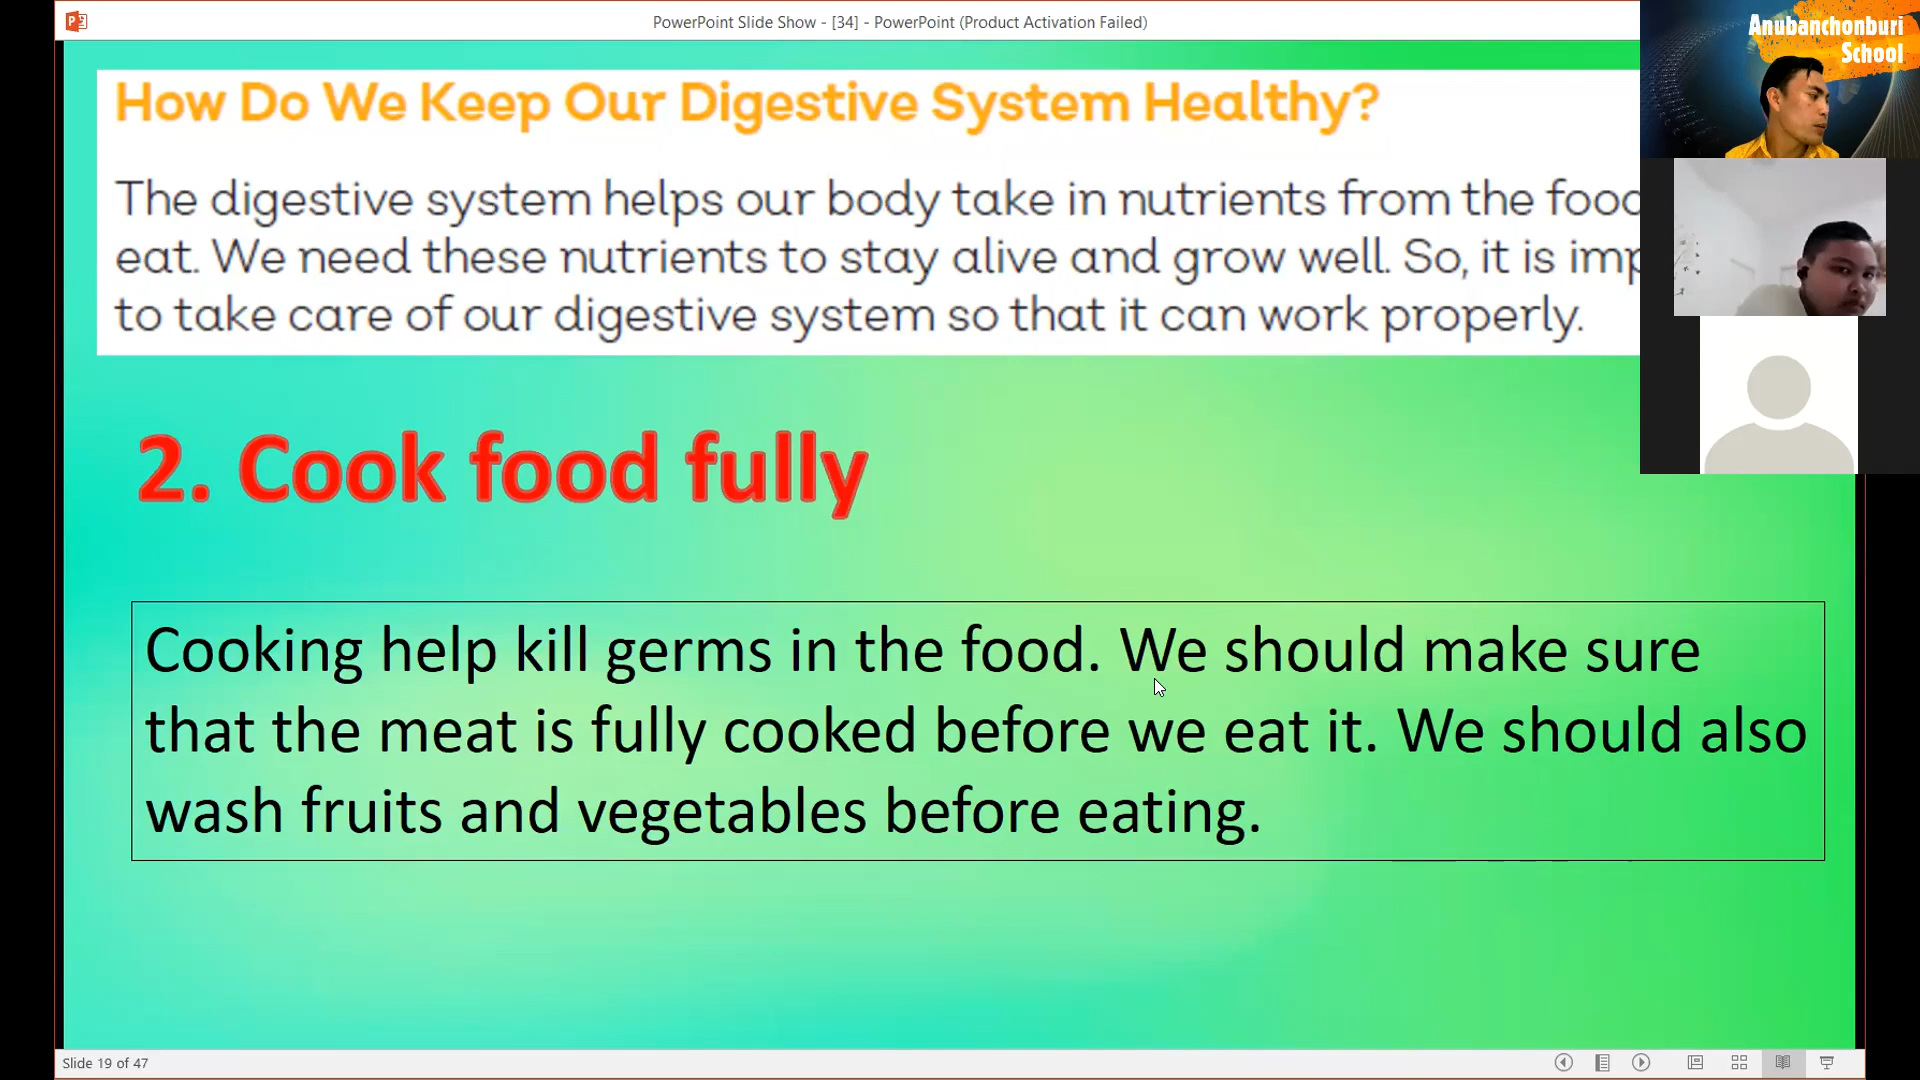 PowerPoint Slide Show - [34] - PowerPoint (Product Activation Failed)
Anubanchonburi
School
How Do We Keep Our Digestive System Healthy?
The digestive system helps our body take in nutrients from the food
eat. We need these nutrients to stay alive and grow well. So, it is imp
to take care of our digestive system so that it can work properly.
2. Cook food fully
Cooking help kill germs in the food. We should make sure
that the meat is fully cooked before we eat it. We should also
wash fruits and vegetables before eating.
Slide 19 of 47